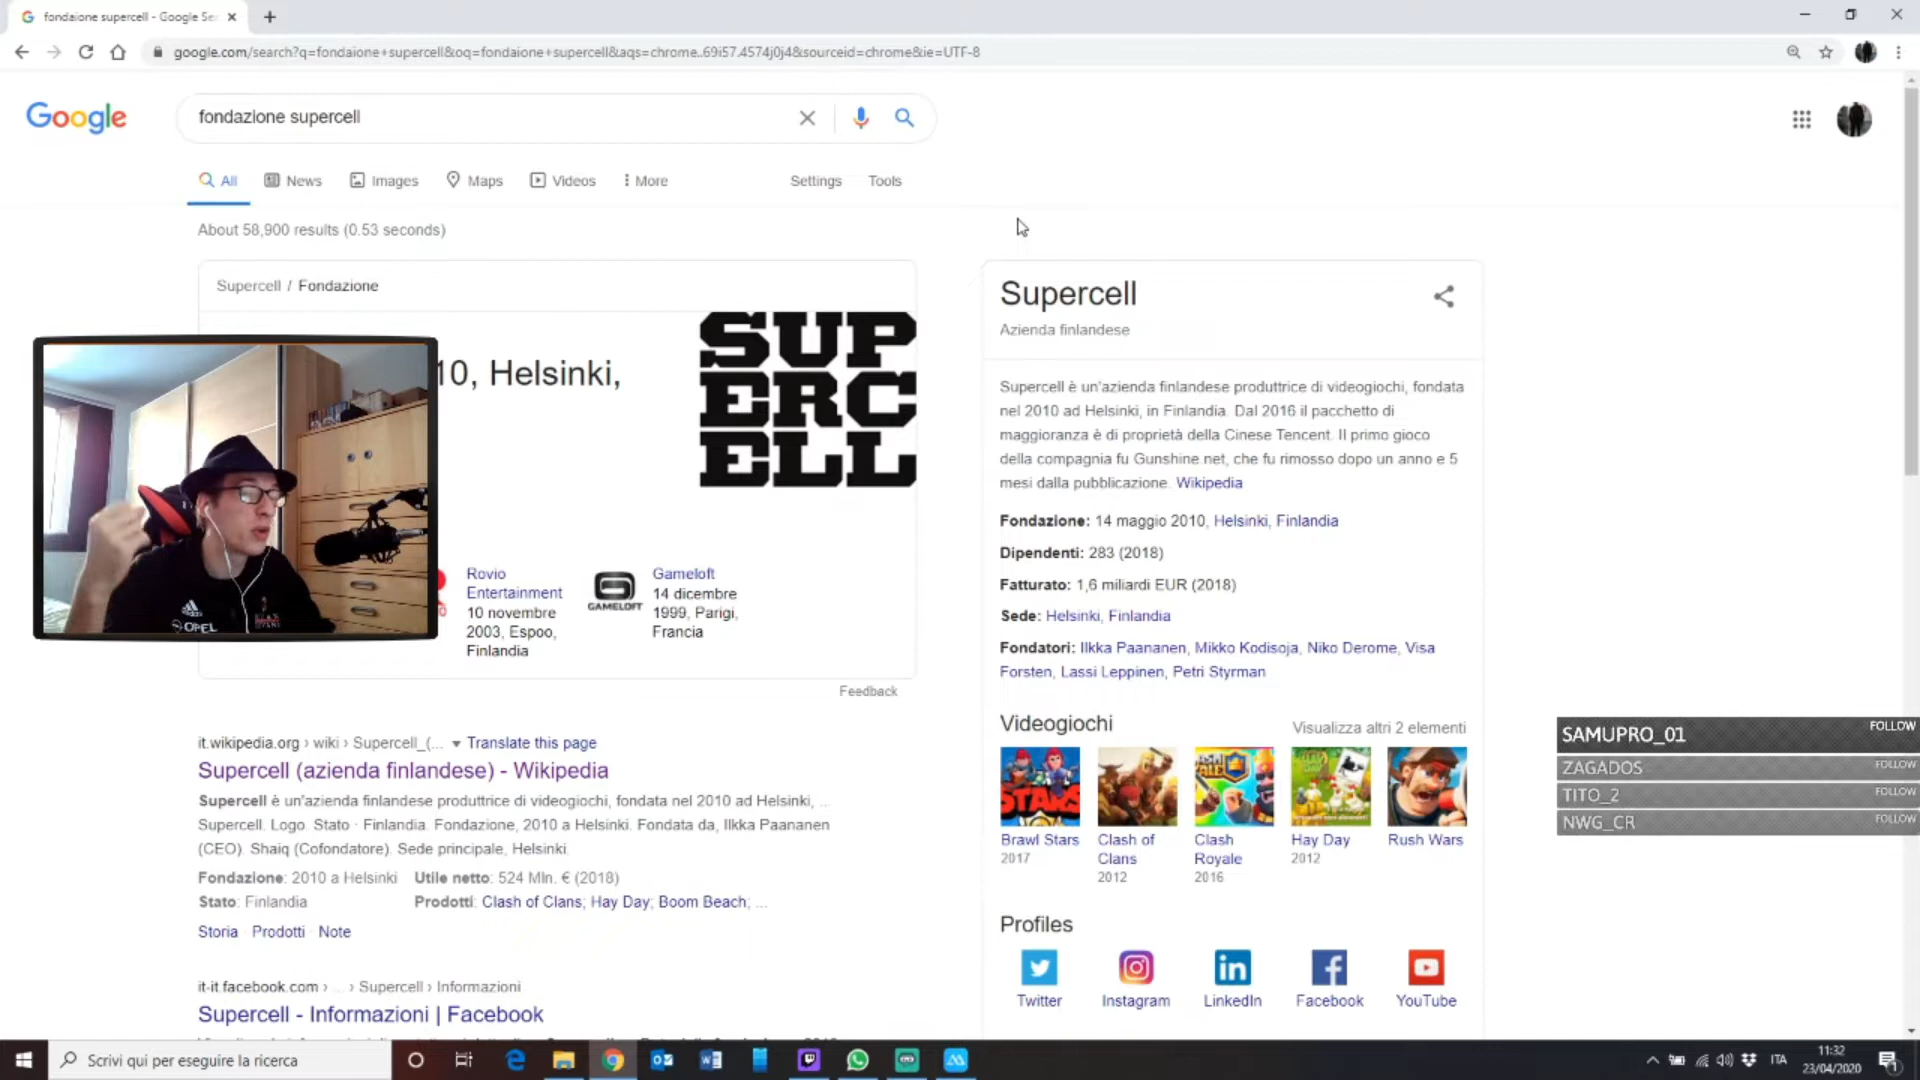 fondaione supercell - Google Se
google.com/search?q=fondaione+supercell&oq=fondaione+supercell&aqs=chrome..69i57.4574j0j4&sourceid=chrome&ie=UTF-8
Google
fondazione supercell
All
News
Images
Maps
Videos
More
Settings
Tools
About 58,900 results (0.53 seconds)
Supercell / Fondazione
10, Helsinki,
SUP
ERC
ELL
Rovio
Entertainment
10 novembre
2003, Espoo,
Finlandia
GAMELOFT
Gameloft
14 dicembre
1999, Parigi,
Francia
Feedback
adidas
OPEL
it.wikipedia.org › wiki › Supercell_(... Translate this page
Supercell (azienda finlandese) - Wikipedia
Supercell è un'azienda finlandese produttrice di videogiochi, fondata nel 2010 ad Helsinki, ...
Supercell. Logo. Stato · Finlandia. Fondazione, 2010 a Helsinki. Fondata da, Ilkka Paananen
(CEO). Shaiq (Cofondatore). Sede principale, Helsinki.
Fondazione: 2010 a Helsinki Utile netto: 524 Mln. € (2018)
Stato: Finlandia Prodotti: Clash of Clans; Hay Day; Boom Beach; ...
Storia · Prodotti · Note
it-it.facebook.com › ... › Supercell › Informazioni
Supercell - Informazioni | Facebook
Supercell
Azienda finlandese
Supercell è un'azienda finlandese produttrice di videogiochi, fondata
nel 2010 ad Helsinki, in Finlandia. Dal 2016 il pacchetto di
maggioranza è di proprietà della Cinese Tencent. Il primo gioco
della compagnia fu Gunshine.net, che fu rimosso dopo un anno e 5
mesi dalla pubblicazione. Wikipedia
Fondazione: 14 maggio 2010, Helsinki, Finlandia
Dipendenti: 283 (2018)
Fatturato: 1,6 miliardi EUR (2018)
Sede: Helsinki, Finlandia
Fondatori: Ilkka Paananen, Mikko Kodisoja, Niko Derome, Visa
Forsten, Lassi Leppinen, Petri Styrman
Videogiochi
Visualizza altri 2 elementi
STARS
Brawl Stars
2017
Clash of
Clans
2012
Clash
Royale
2016
Hay Day
2012
Rush Wars
Profiles
Twitter
Instagram
LinkedIn
Facebook
YouTube
SAMUPRO_01 FOLLOW
ZAGADOS FOLLOW
TITO_2 FOLLOW
NWG_CR FOLLOW
Scrivi qui per eseguire la ricerca
ITA
11:32
23/04/2020